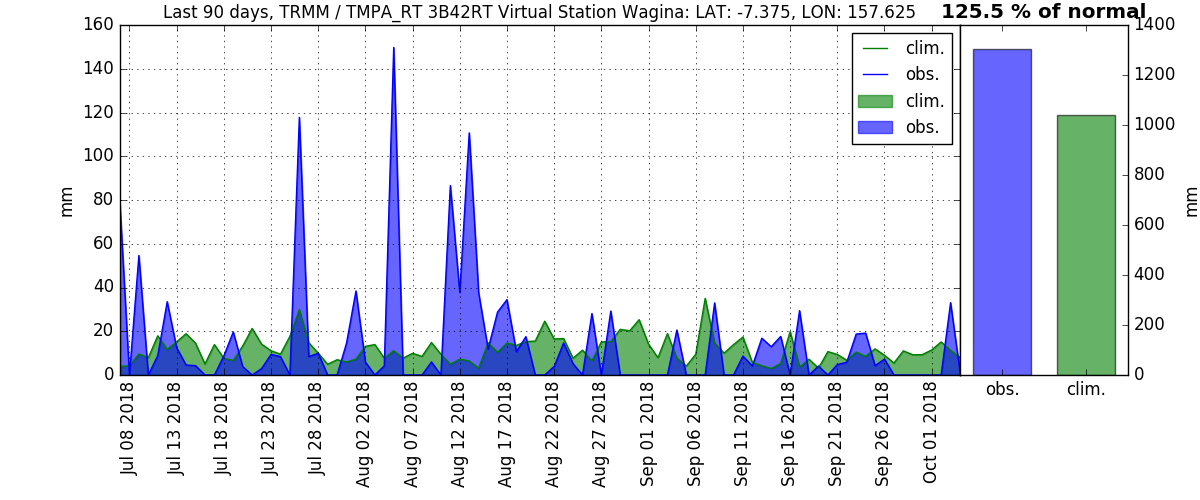 Last 90 days, TRMM / TMPA_RT 3B42RT Virtual Station Wagina: LAT: -7.375, LON: 157.625
125.5 % of normal
160
140
120
100
80
60
40
20
0
mm
clim.
obs.
clim.
obs.
Jul 08 2018
Jul 13 2018
Jul 18 2018
Jul 23 2018
Jul 28 2018
Aug 02 2018
Aug 07 2018
Aug 12 2018
Aug 17 2018
Aug 22 2018
Aug 27 2018
Sep 01 2018
Sep 06 2018
Sep 11 2018
Sep 16 2018
Sep 21 2018
Sep 26 2018
Oct 01 2018
1400
1200
1000
800
600
400
200
0
mm
obs.
clim.